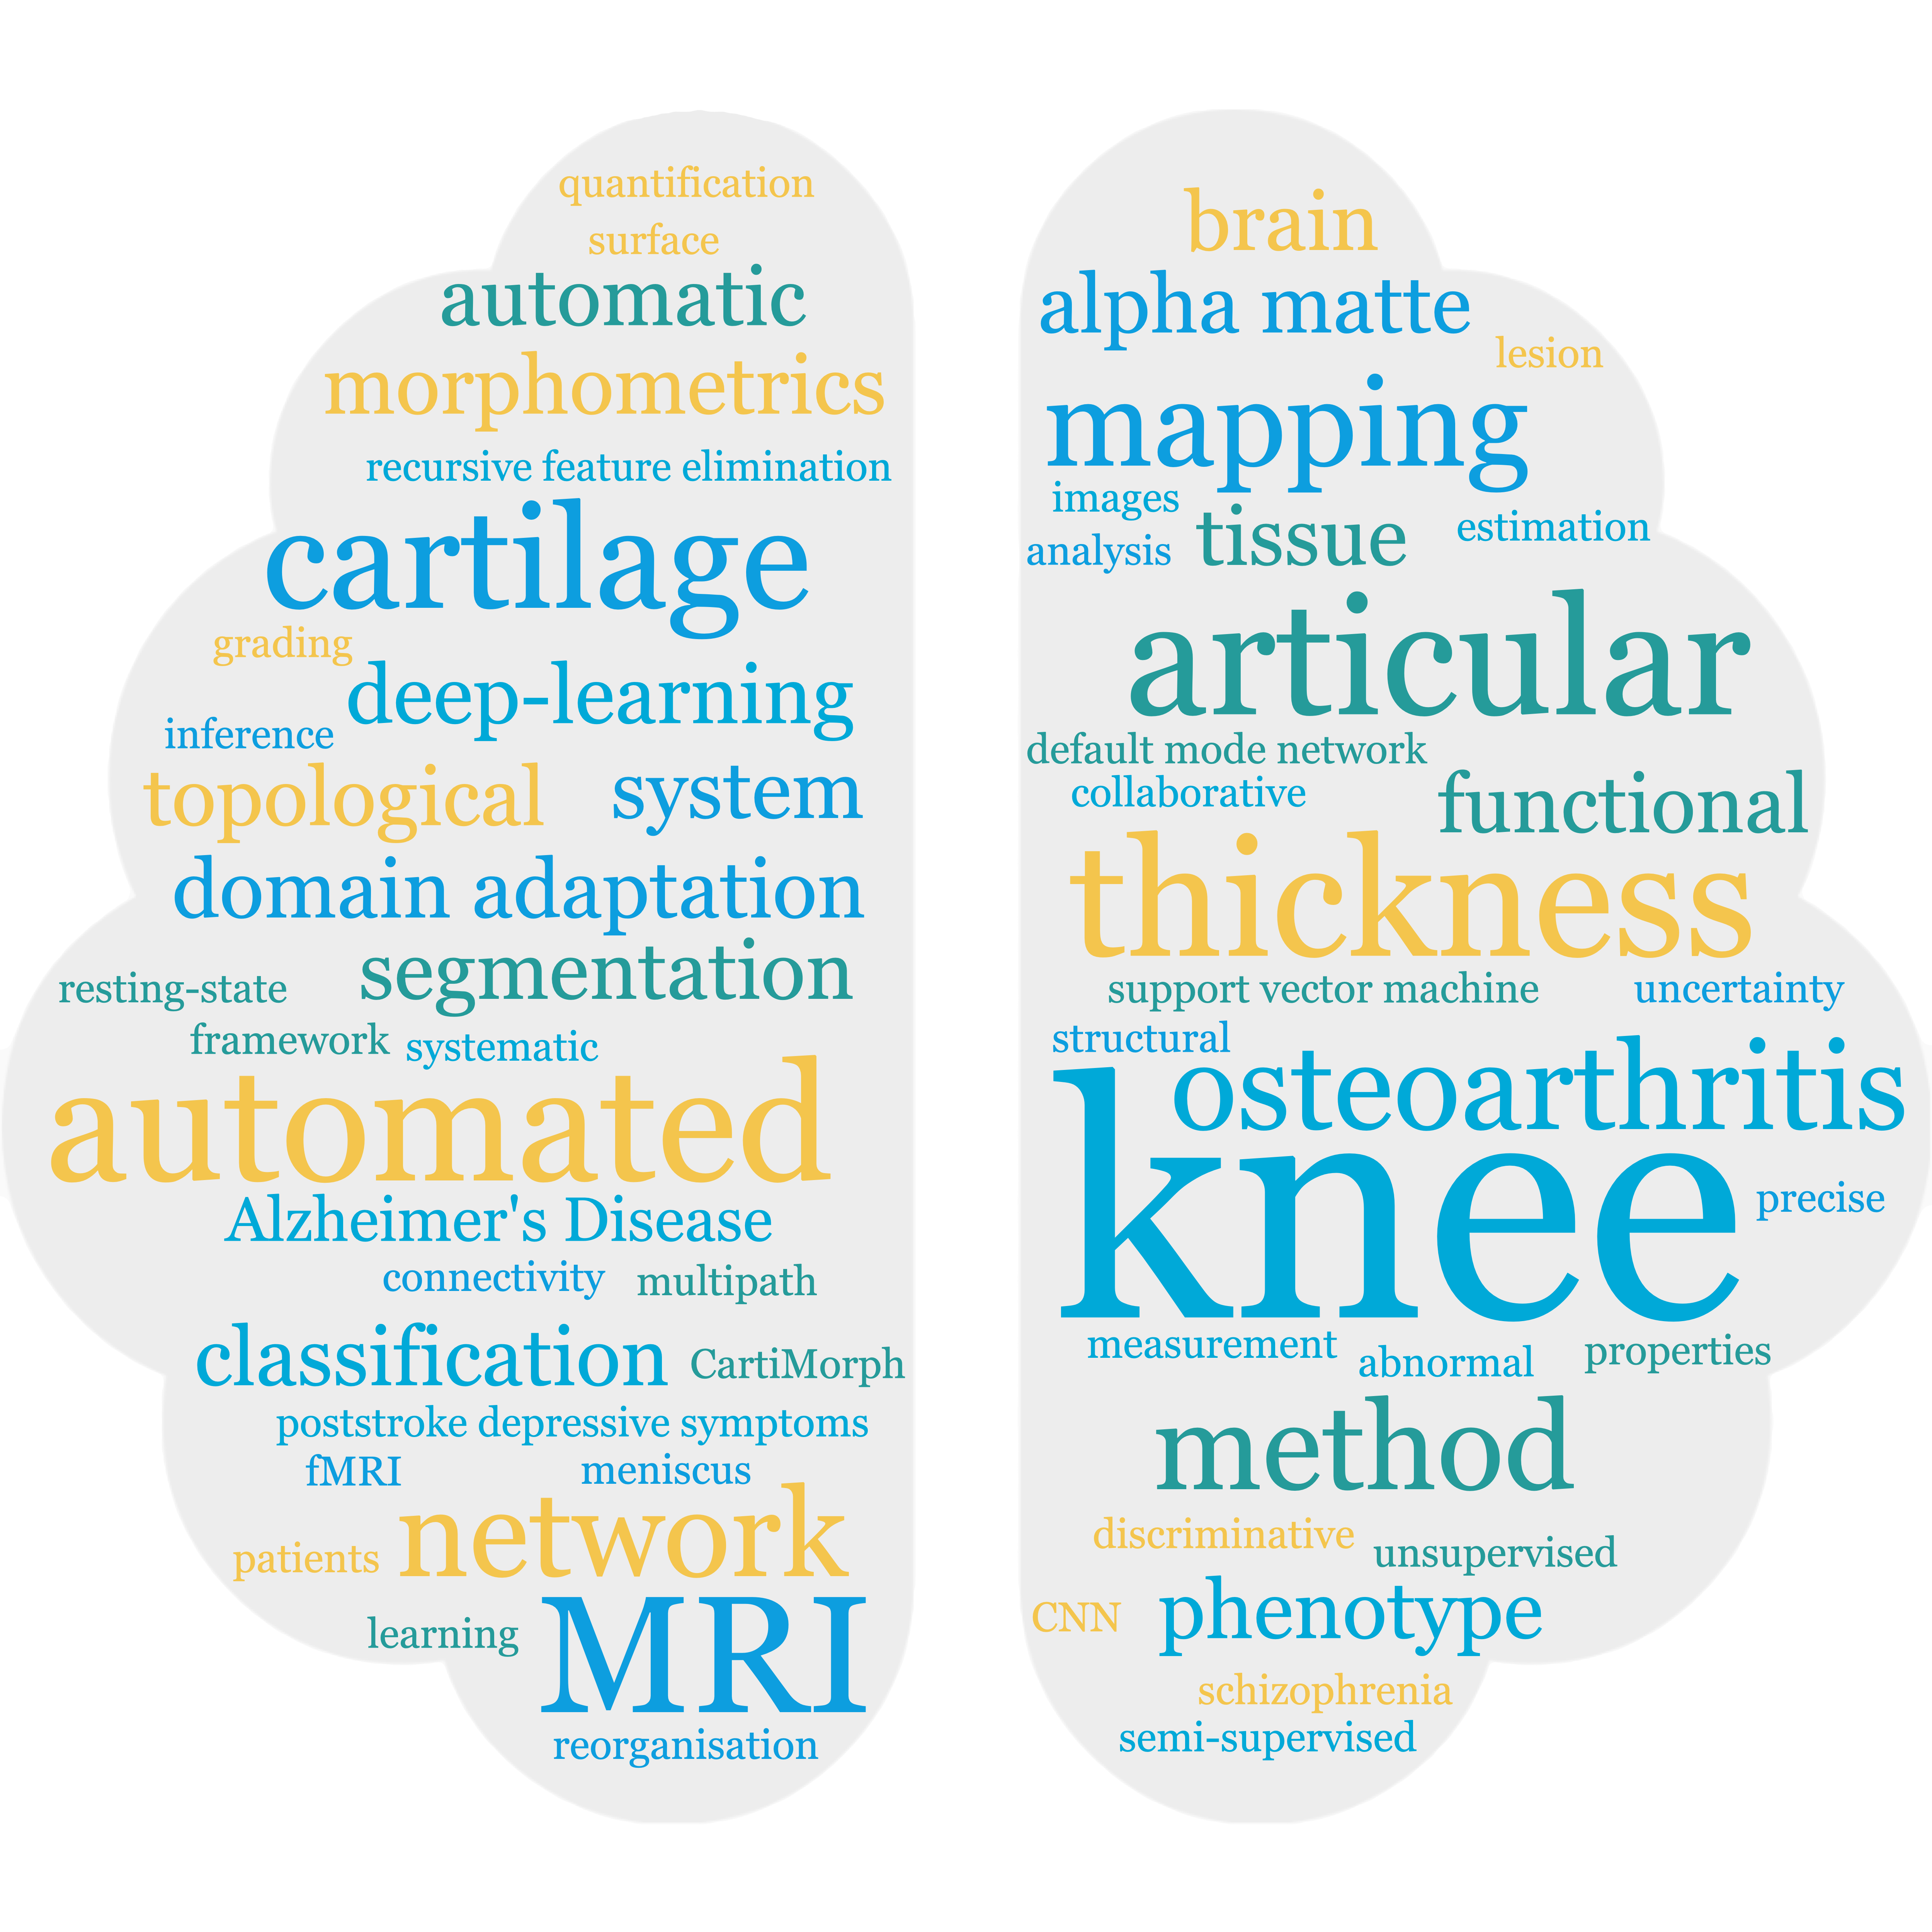 quantification
surface
automatic
morphometrics
recursive feature elimination
cartilage
grading
deep-learning
inference
topological
system
domain adaptation
segmentation
resting-state
framework
systematic
automated
Alzheimer's Disease
connectivity
multipath
classification
CartiMorph
poststroke depressive symptoms
fMRI
meniscus
network
patients
learning
MRI
reorganisation
brain
alpha matte
lesion
mapping
images
tissue
estimation
analysis
articular
default mode network
collaborative
functional
thickness
support vector machine
uncertainty
structural
osteoarthritis
knee
precise
measurement
abnormal
properties
method
discriminative
unsupervised
CNN
phenotype
schizophrenia
semi-supervised